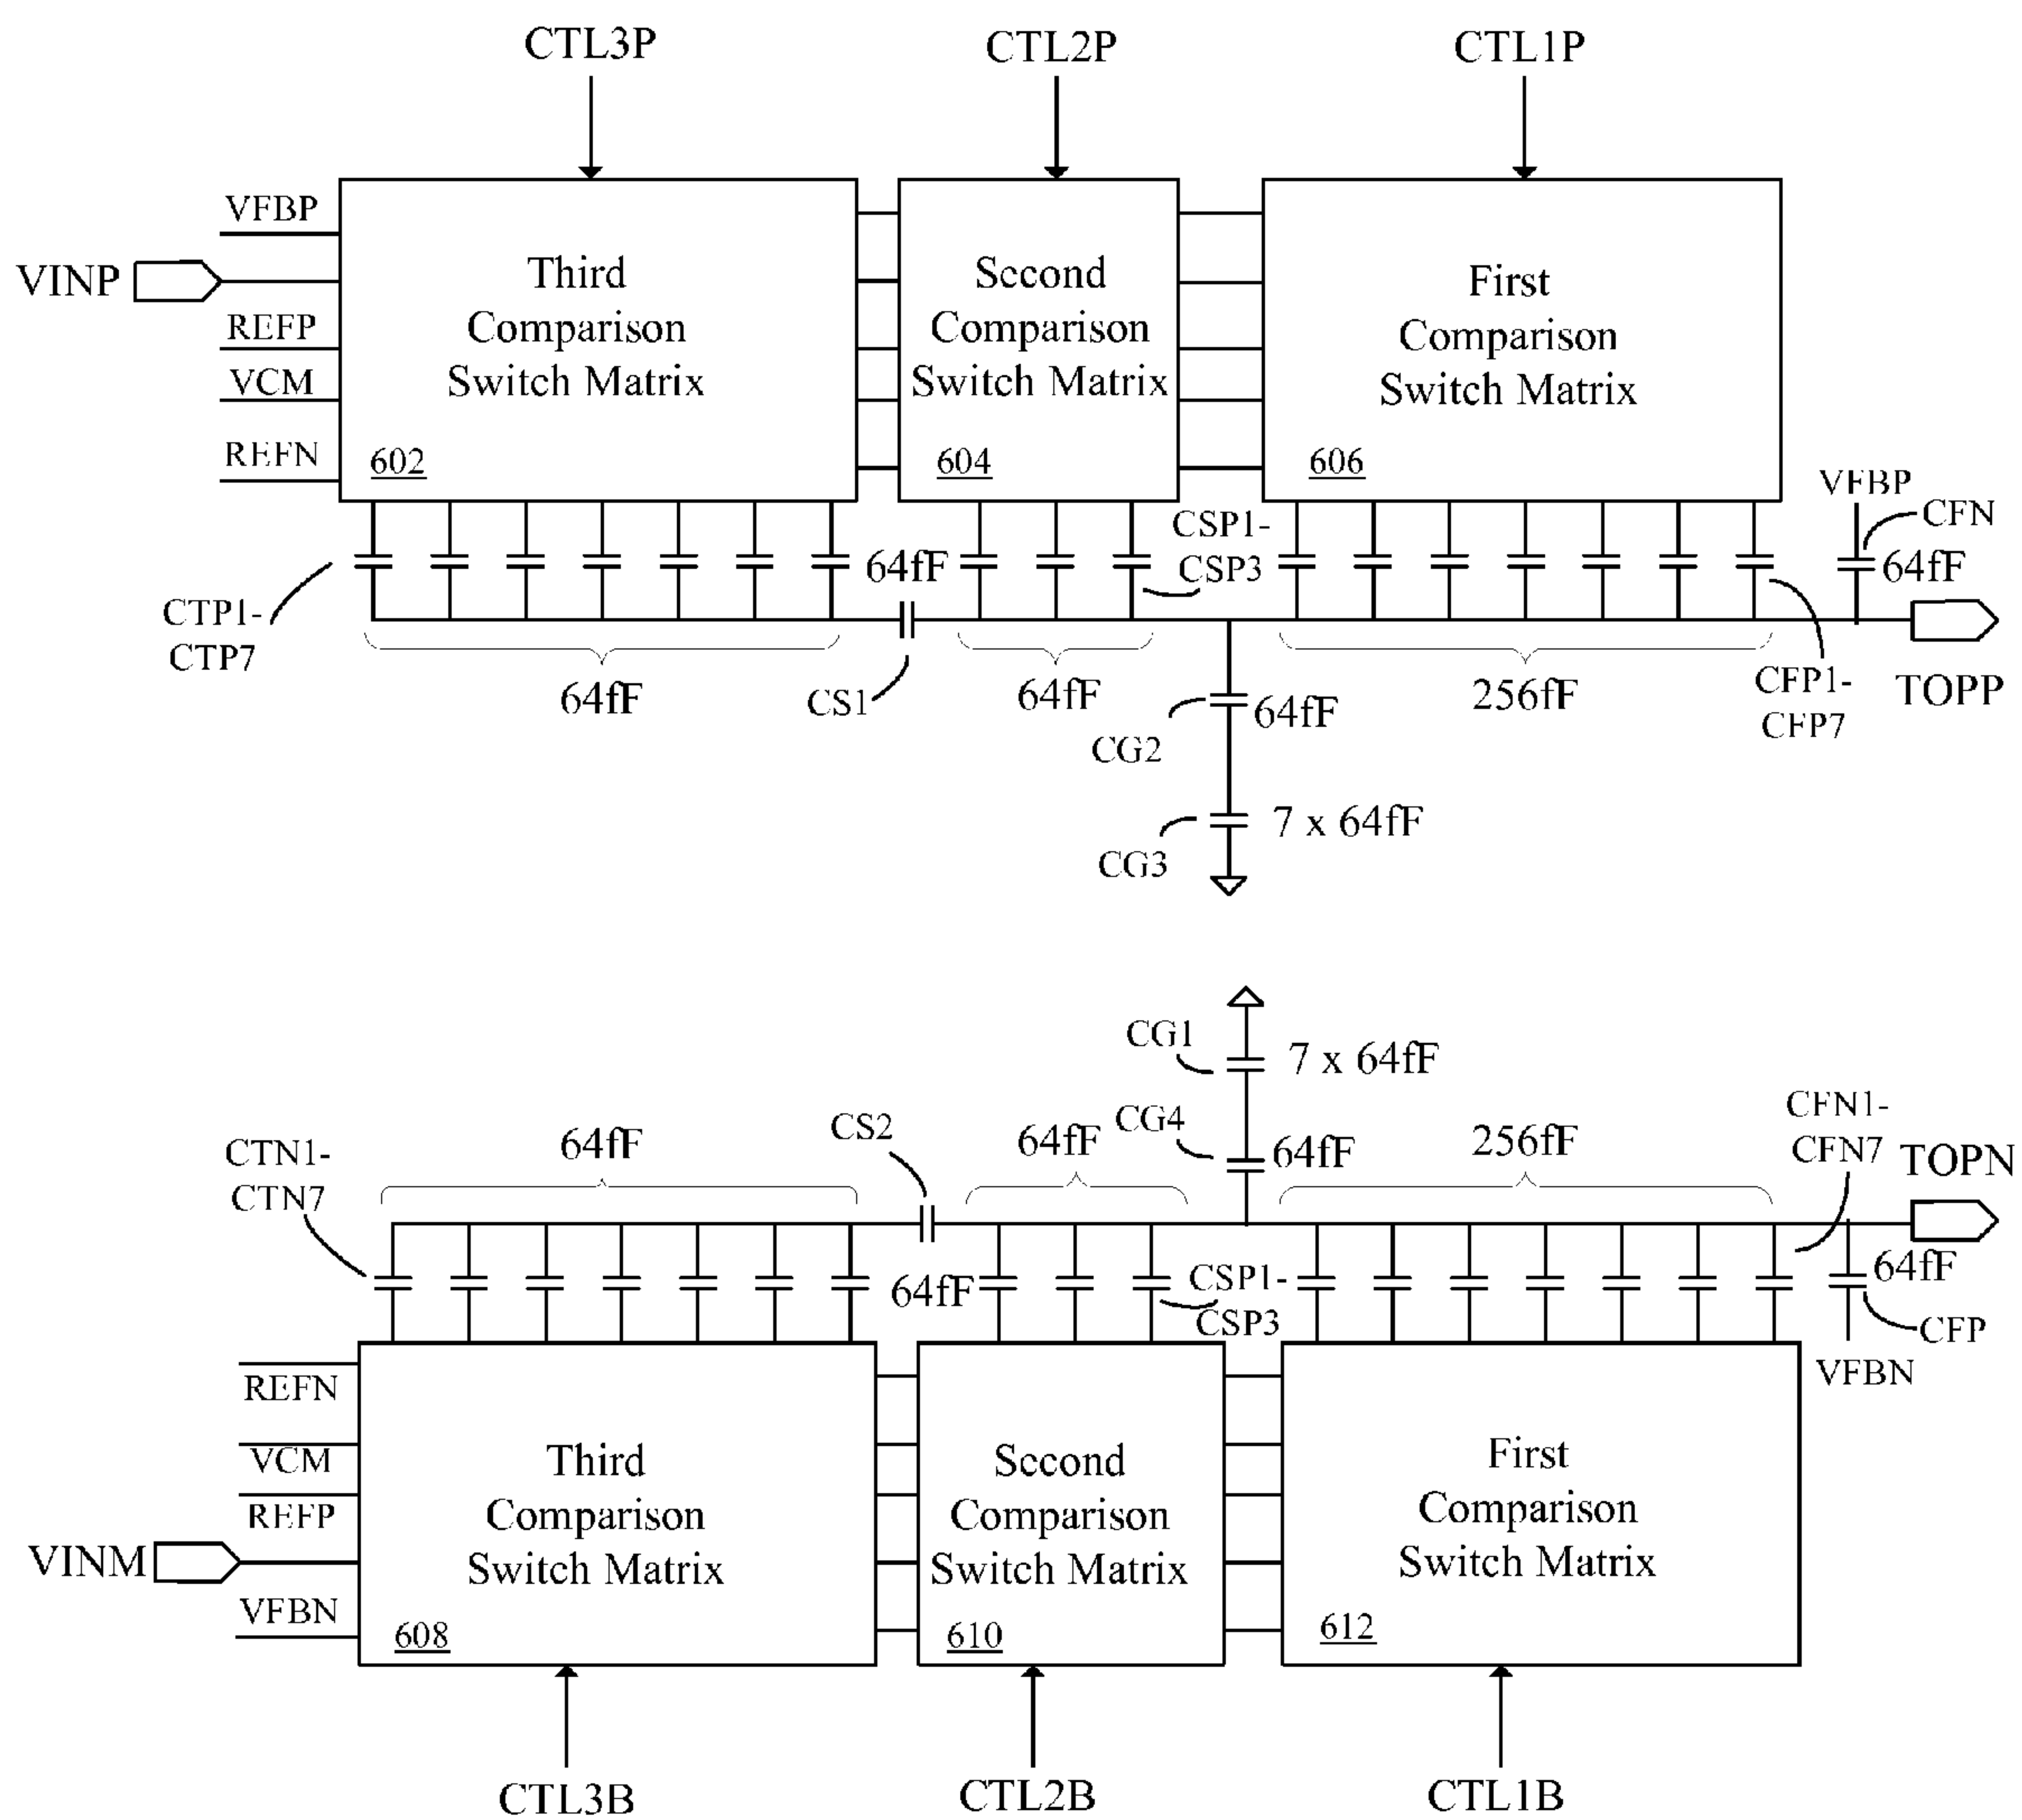 CTL3P
CTL2P
CTL1P
VFBP
VINP
REFP
VCM
REFN
Third
Comparison
Switch Matrix
602
Second
Comparison
Switch Matrix
604
First
Comparison
Switch Matrix
606
VFBP
CFN
64fF
CSP1-
CSP3
64fF
CTP1-
CTP7
64fF
CS1
64fF
256fF
CFP1-
CFP7
TOPP
CG2
64fF
CG3
7 x 64fF
CG1
7 x 64fF
CG4
64fF
CTN1-
CTN7
64fF
CS2
64fF
256fF
CFN1-
CFN7
TOPN
64fF
CSP1-
CSP3
64fF
CFP
VFBN
REFN
VCM
REFP
VINM
VFBN
Third
Comparison
Switch Matrix
608
Second
Comparison
Switch Matrix
610
First
Comparison
Switch Matrix
612
CTL3B
CTL2B
CTL1B